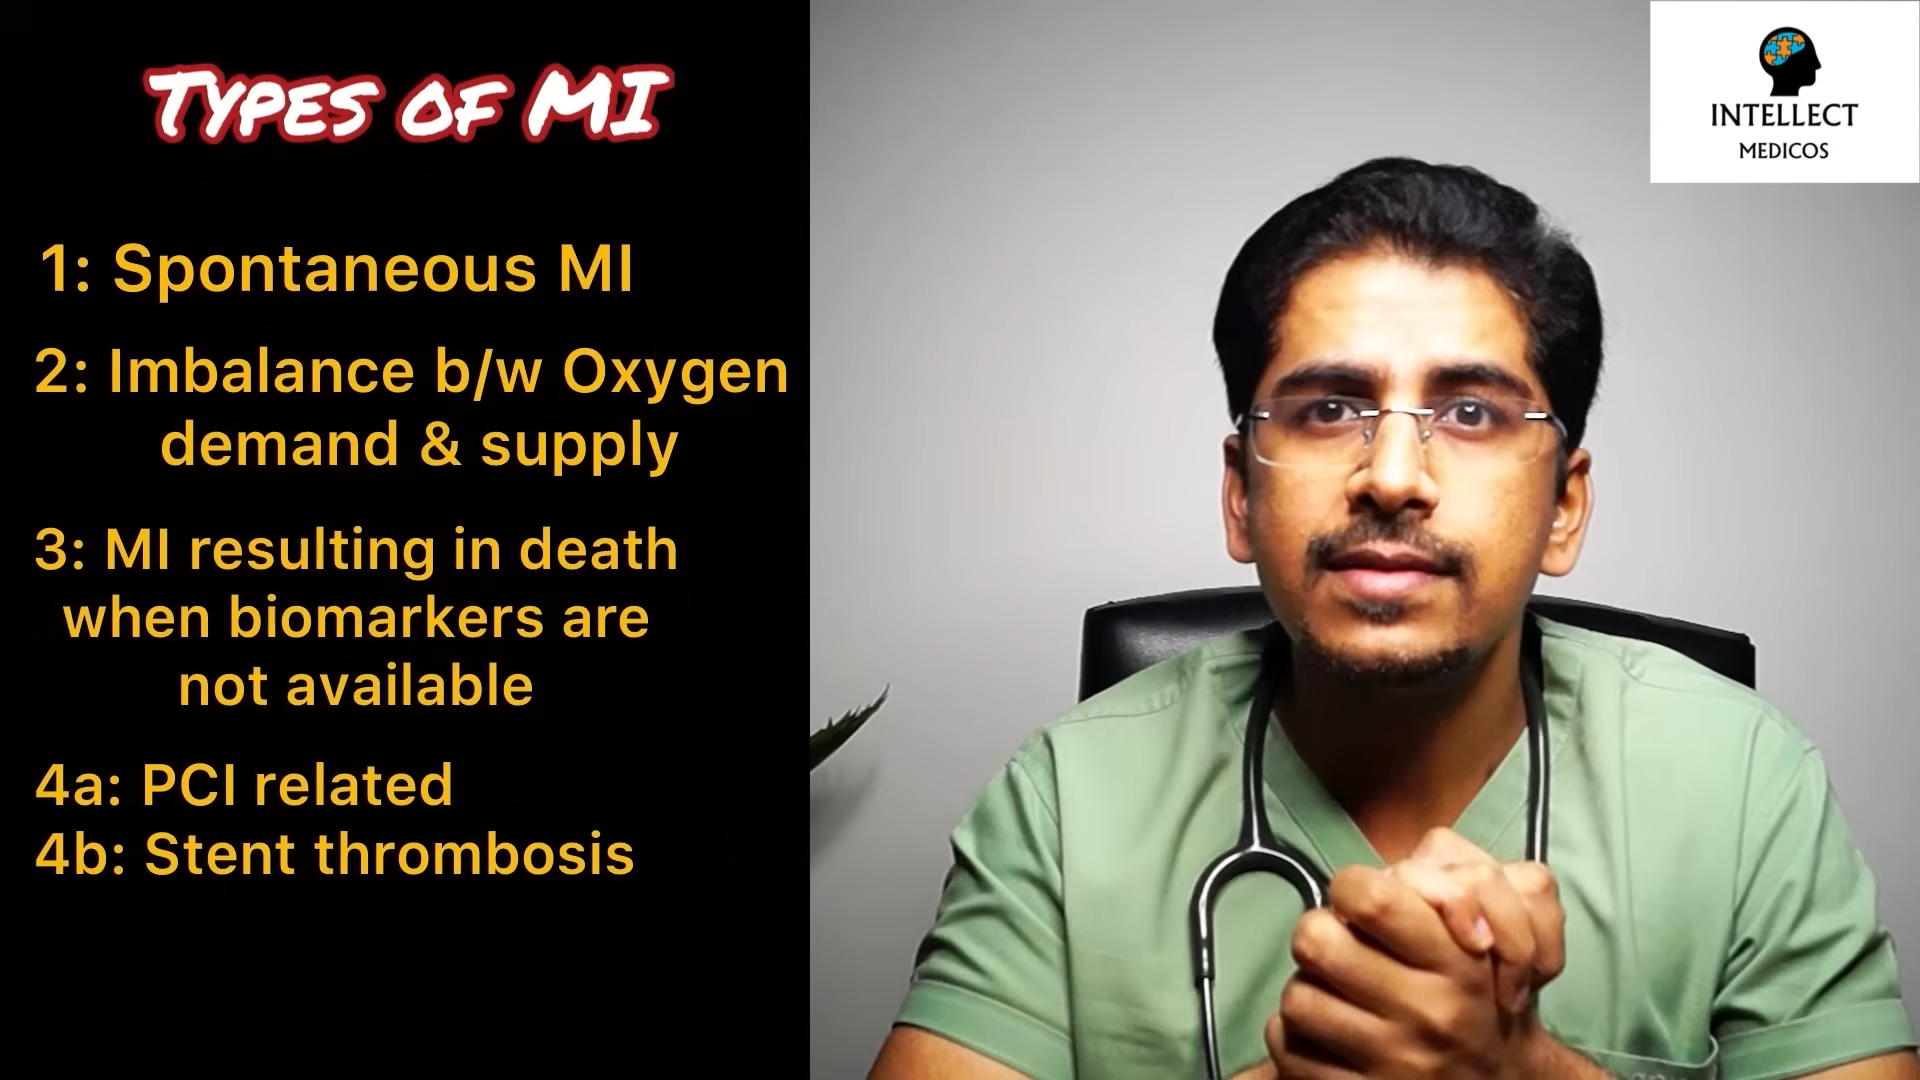 Types of MI
1: Spontaneous MI
2: Imbalance b/w Oxygen
demand & supply
3: MI resulting in death
when biomarkers are
not available
4a: PCI related
4b: Stent thrombosis
INTELLECT
MEDICOS